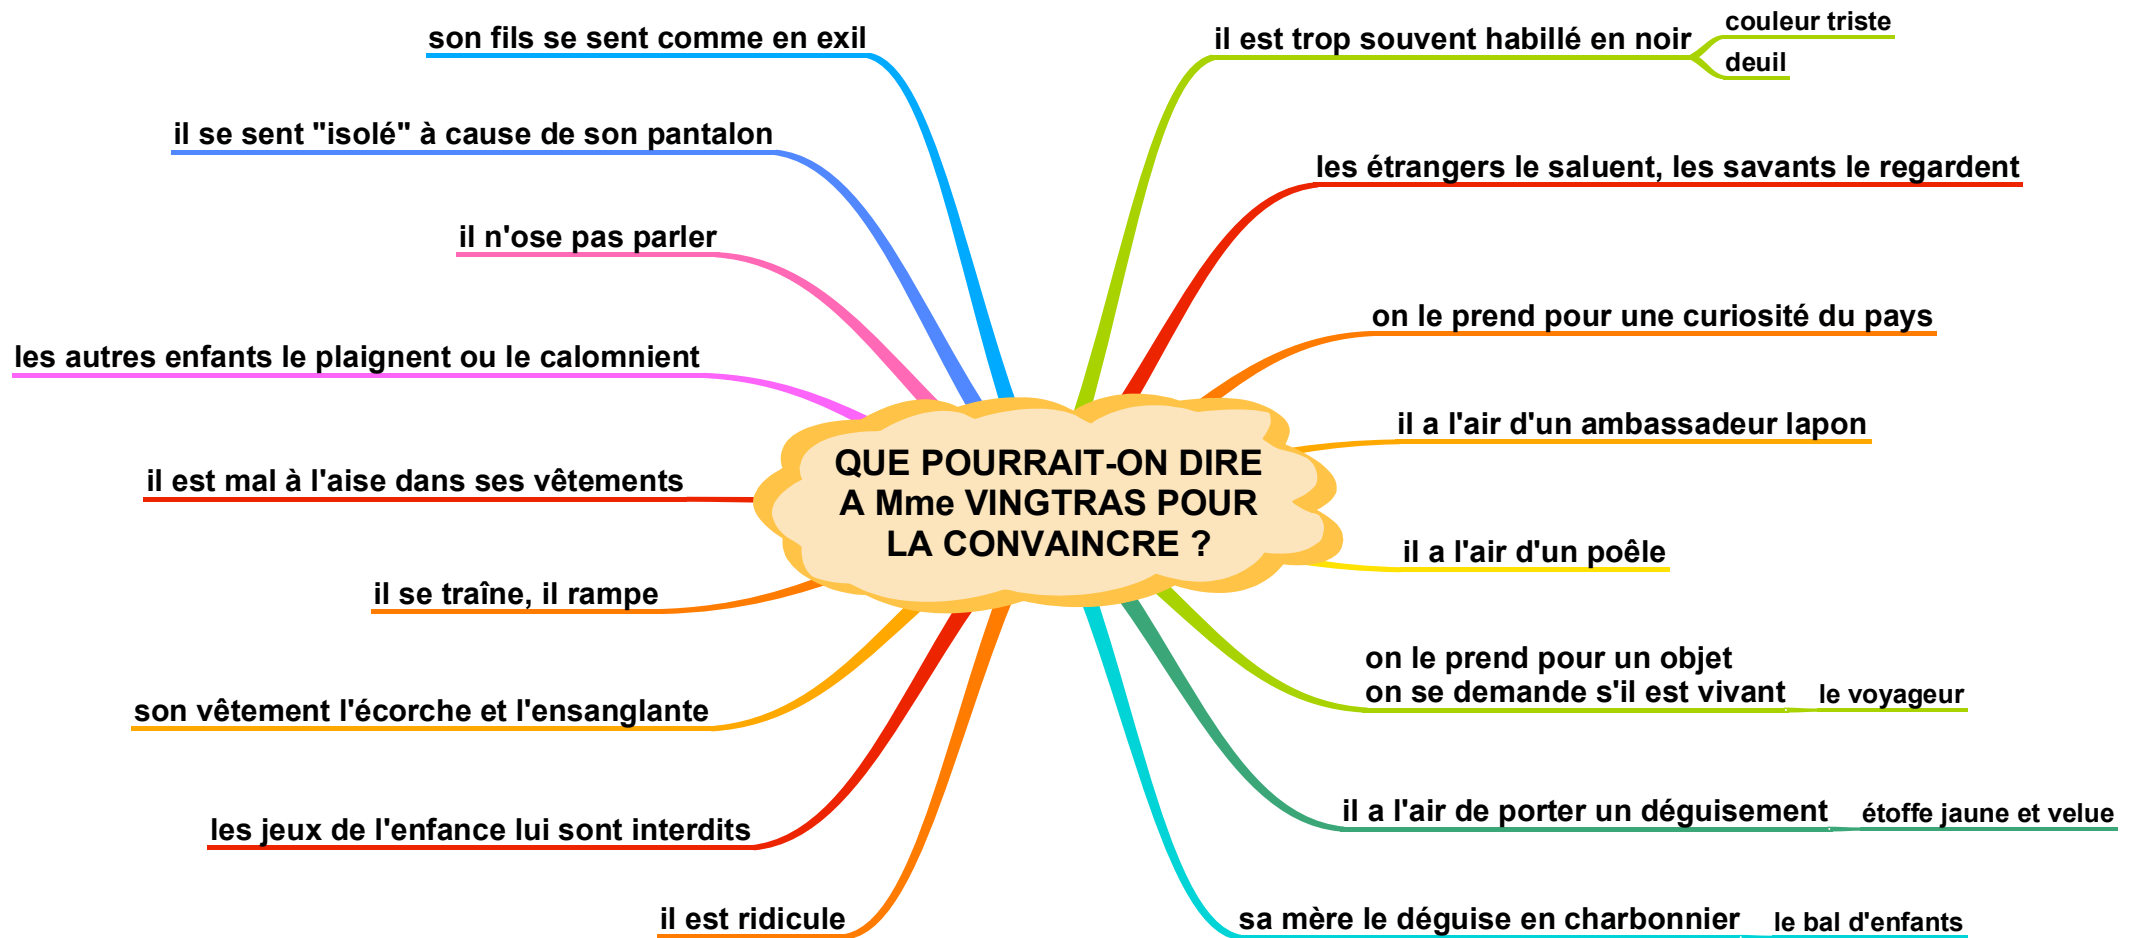 QUE POURRAIT-ON DIRE
A Mme VINGTRAS POUR
LA CONVAINCRE ?
il est trop souvent habillé en noir
couleur triste
deuil
les étrangers le saluent, les savants le regardent
on le prend pour une curiosité du pays
il a l'air d'un ambassadeur lapon
il a l'air d'un poêle
on le prend pour un objet
on se demande s'il est vivant
le voyageur
il a l'air de porter un déguisement
étoffe jaune et velue
sa mère le déguise en charbonnier
le bal d'enfants
son fils se sent comme en exil
il se sent "isolé" à cause de son pantalon
il n'ose pas parler
les autres enfants le plaignent ou le calomnient
il est mal à l'aise dans ses vêtements
il se traîne, il rampe
son vêtement l'écorche et l'ensanglante
les jeux de l'enfance lui sont interdits
il est ridicule